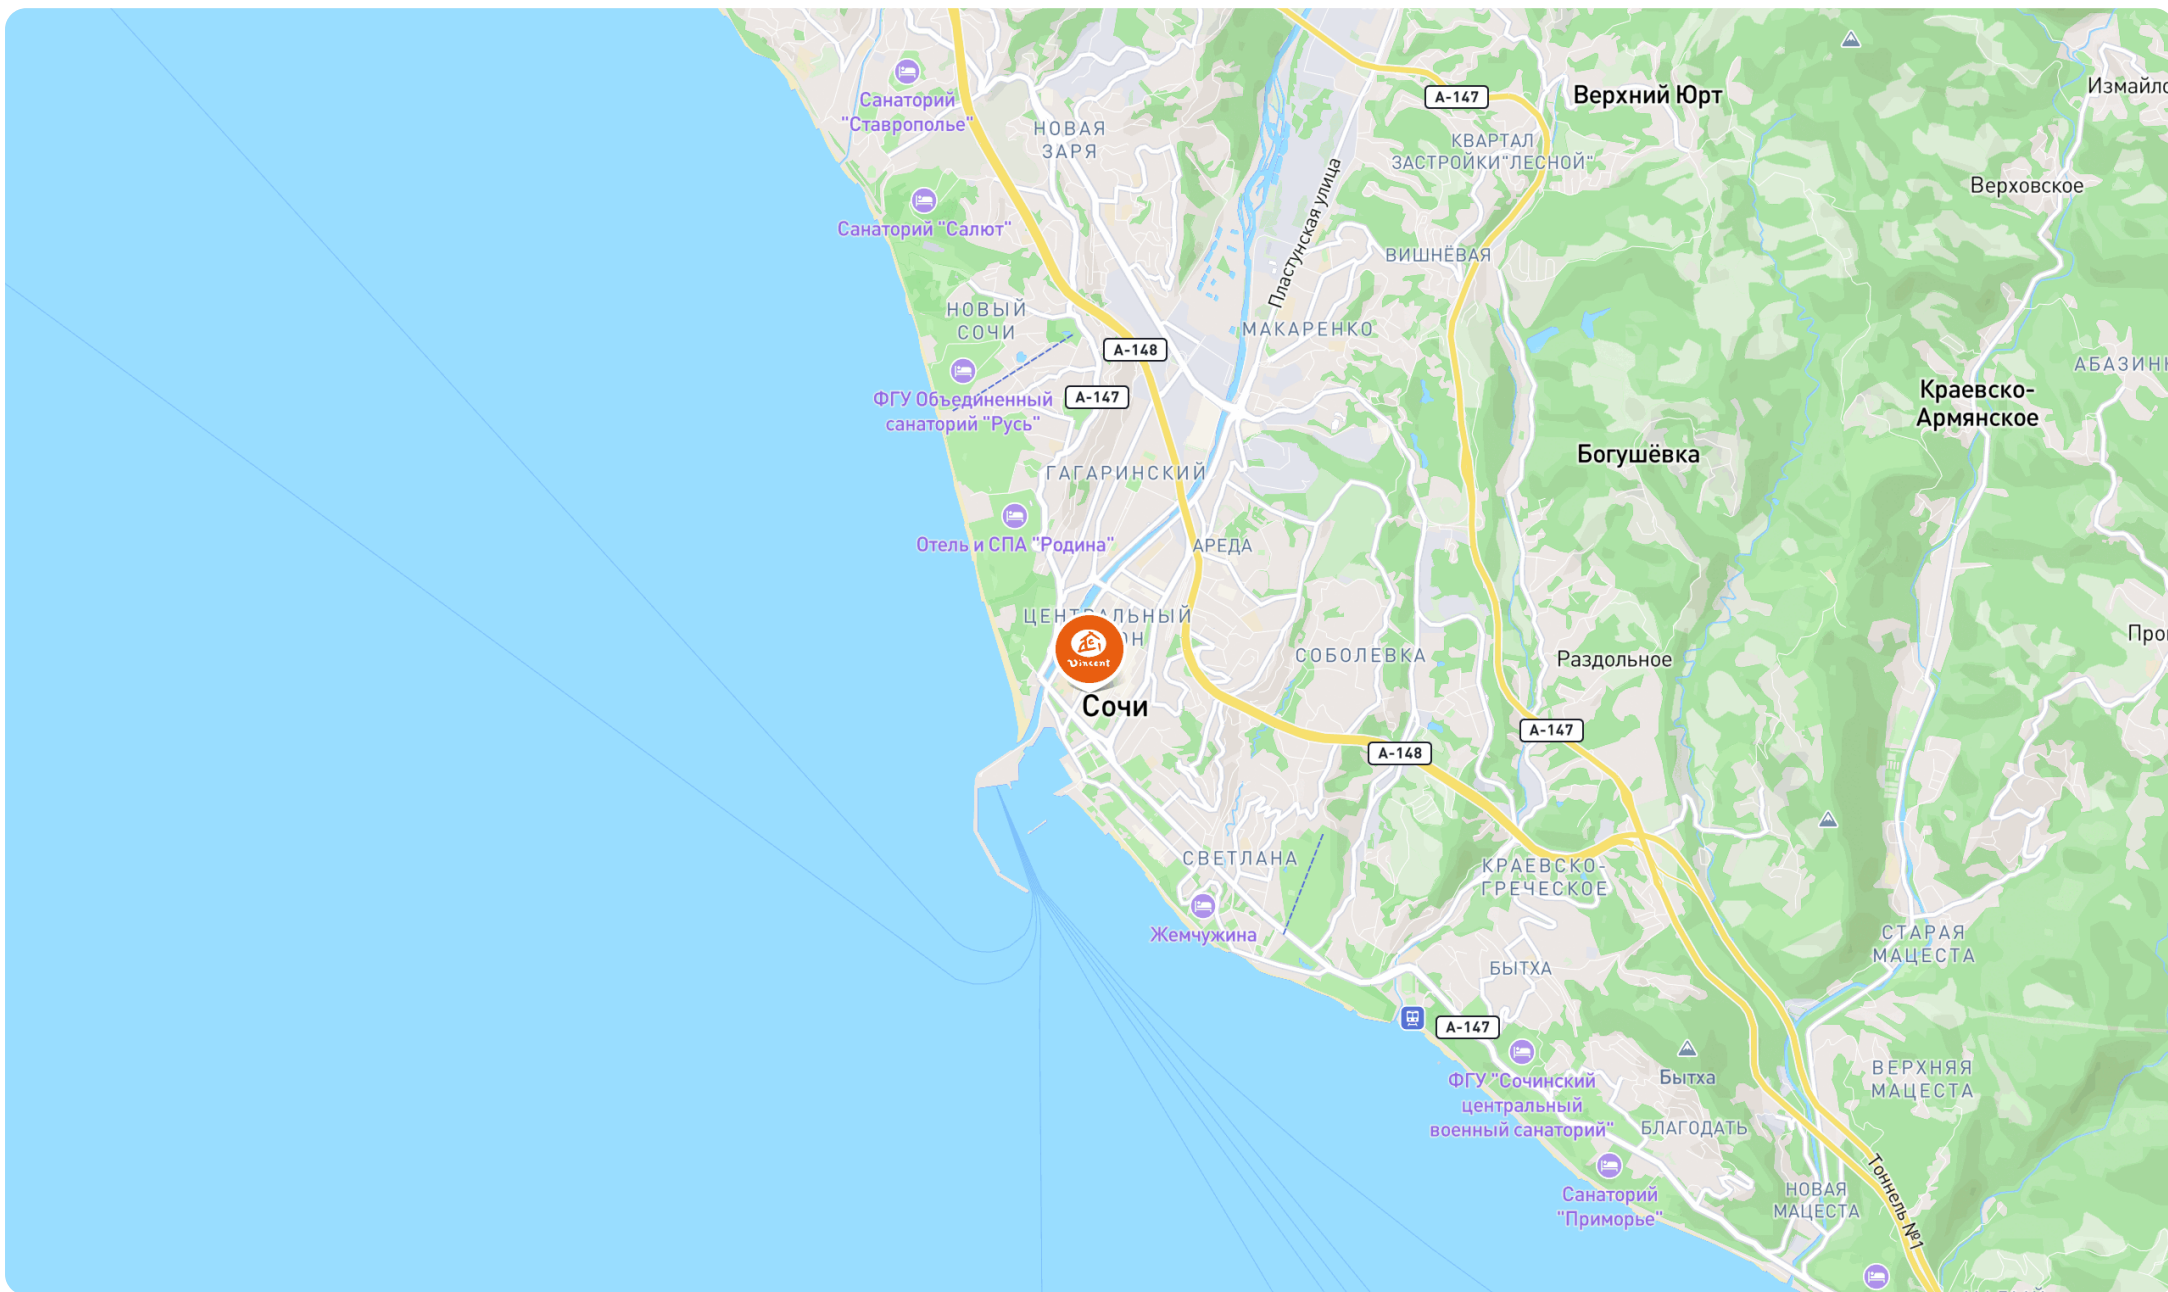 Верхний Юрт
А-147
Санаторий
"Ставрополье"
НОВАЯ
ЗАРЯ
КВАРТАЛ
ЗАСТРОЙКИ"ЛЕСНОЙ"
Верховское
Санаторий "Салют"
Пластунская улица
ВИШНЁВАЯ
НОВЫЙ
СОЧИ
МАКАРЕНКО
А-148
А-147
ФГУ Объединенный
санаторий "Русь"
Краевско-
Армянское
Богушёвка
ГАГАРИНСКИЙ
Отель и СПА "Родина"
АРЕДА
ЦЕНТРАЛЬНЫЙ
Vincent
СОБОЛЕВКА
Раздольное
Сочи
А-147
А-148
СВЕТЛАНА
КРАЕВСКО-
ГРЕЧЕСКОЕ
Жемчужина
СТАРАЯ
МАЦЕСТА
БЫТХА
А-147
ФГУ "Сочинский
центральный
военный санаторий"
Бытха
ВЕРХНЯЯ
МАЦЕСТА
БЛАГОДАТЬ
Санаторий
"Приморье"
НОВАЯ
МАЦЕСТА
Тоннель №1